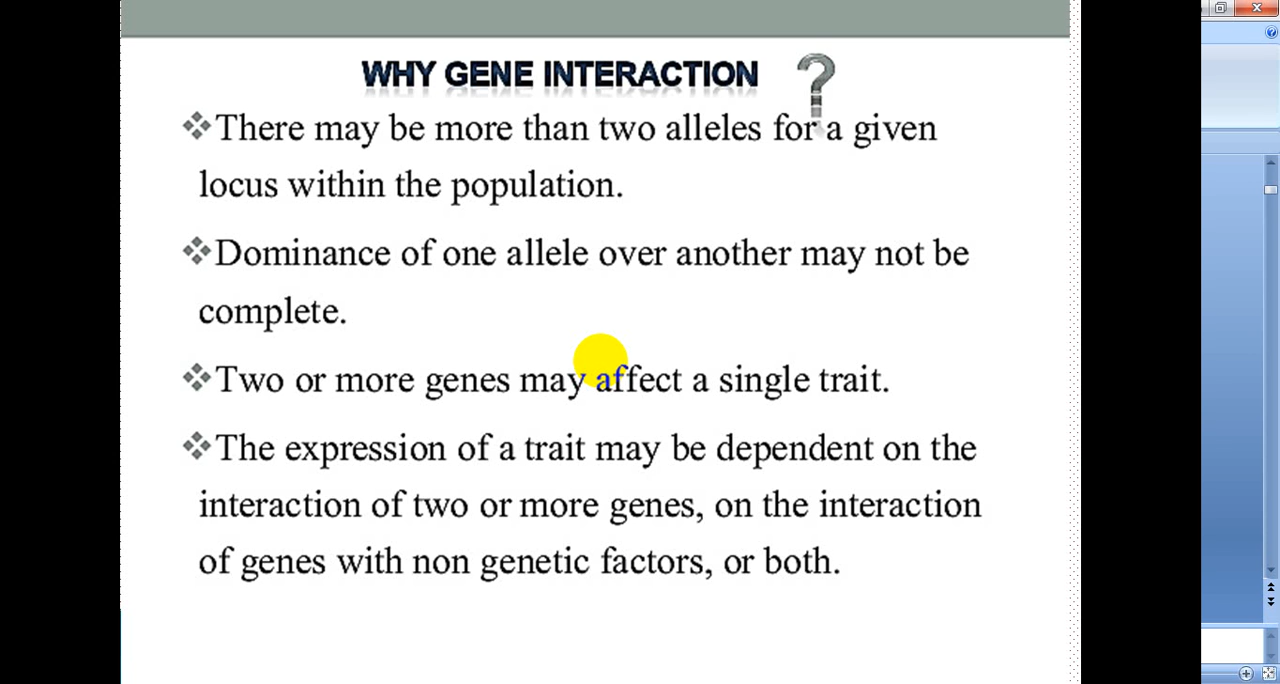 WHY GENE INTERACTION ?
❖There may be more than two alleles for a given
locus within the population.
❖Dominance of one allele over another may not be
complete.
❖Two or more genes may affect a single trait.
❖The expression of a trait may be dependent on the
interaction of two or more genes, on the interaction
of genes with non genetic factors, or both.